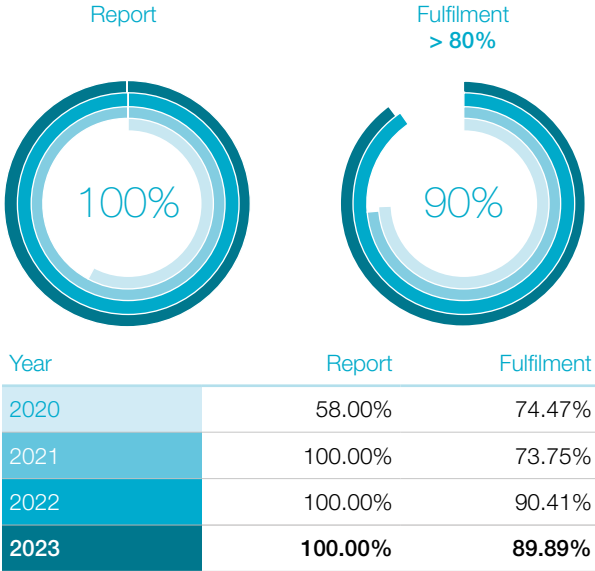 Report Fulfilment
> 80%
100% 90%
Year Report Fulfilment
2020 58.00% 74.47%
2021 100.00% 73.75%
2022 100.00% 90.41%
2023 100.00% 89.89%